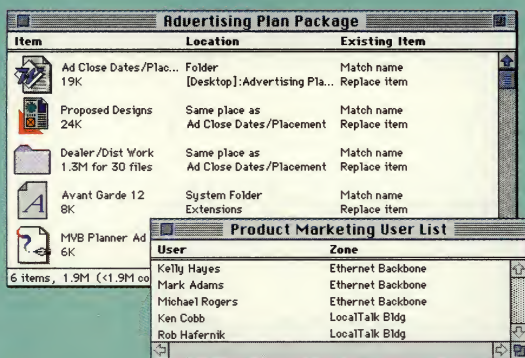 Advertising Plan Package
Item Location Existing Item
Ad Close Dates/Plac... Folder Match name
19K [Desktop]:Advertising Pla... Replace item
Proposed Designs Same place as Match name
24K Ad Close Dates/Placement Replace item
Dealer/Dist Work Same place as Match name
1.3M for 30 files Ad Close Dates/Placement Replace item
Avant Garde 12 System Folder Match name
8K Extensions Replace item
MVB Planner Ad
6K
6 items, 1.9M (<1.9M co
Product Marketing User List
User Zone
Kelly Hayes Ethernet Backbone
Mark Adams Ethernet Backbone
Michael Rogers Ethernet Backbone
Ken Cobb LocalTalk Bldg
Rob Hafernik LocalTalk Bldg